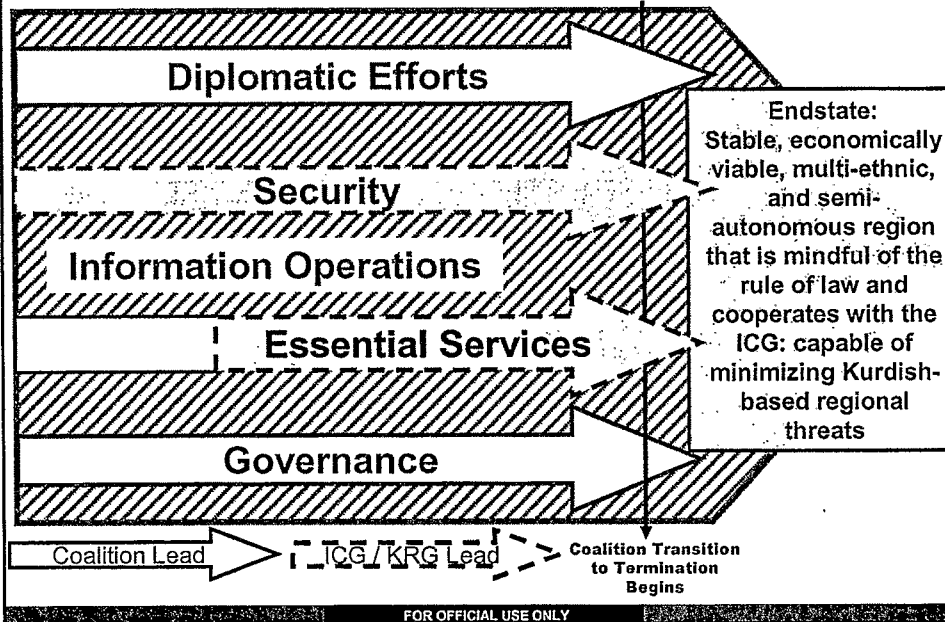 Diplomatic Efforts
Security
Information Operations
Essential Services
Governance
Endstate:
Stable, economically
viable, multi-ethnic,
and semi-
autonomous region
that is mindful of the
rule of law and
cooperates with the
ICG: capable of
minimizing Kurdish-
based regional
threats
Coalition Lead
ICG / KRG Lead
Coalition Transition
to Termination
Begins
FOR OFFICIAL USE ONLY